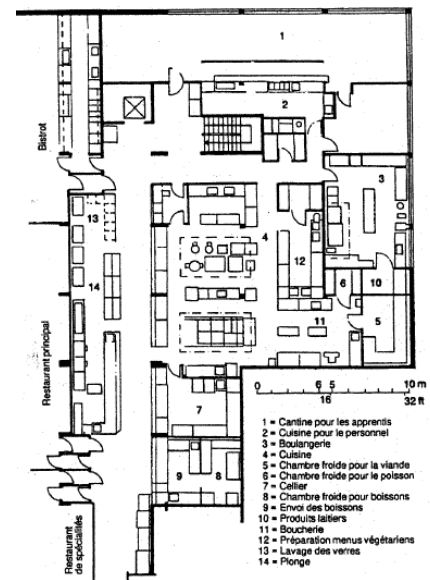 1
2
Bistrot
3
13
4
12
14
6
10
5
11
Restaurant principal
7
0
6 5
10 m
16
32 ft
9
8
Restaurant
de spécialités
1 = Cantine pour les apprentis
2 = Cuisine pour le personnel
3 = Boulangerie
4 = Cuisine
5 = Chambre froide pour la viande
6 = Chambre froide pour le poisson
7 = Cellier
8 = Chambre froide pour boissons
9 = Envoi des boissons
10 = Produits laitiers
11 = Boucherie
12 = Préparation menus végétariens
13 = Lavage des verres
14 = Plonge